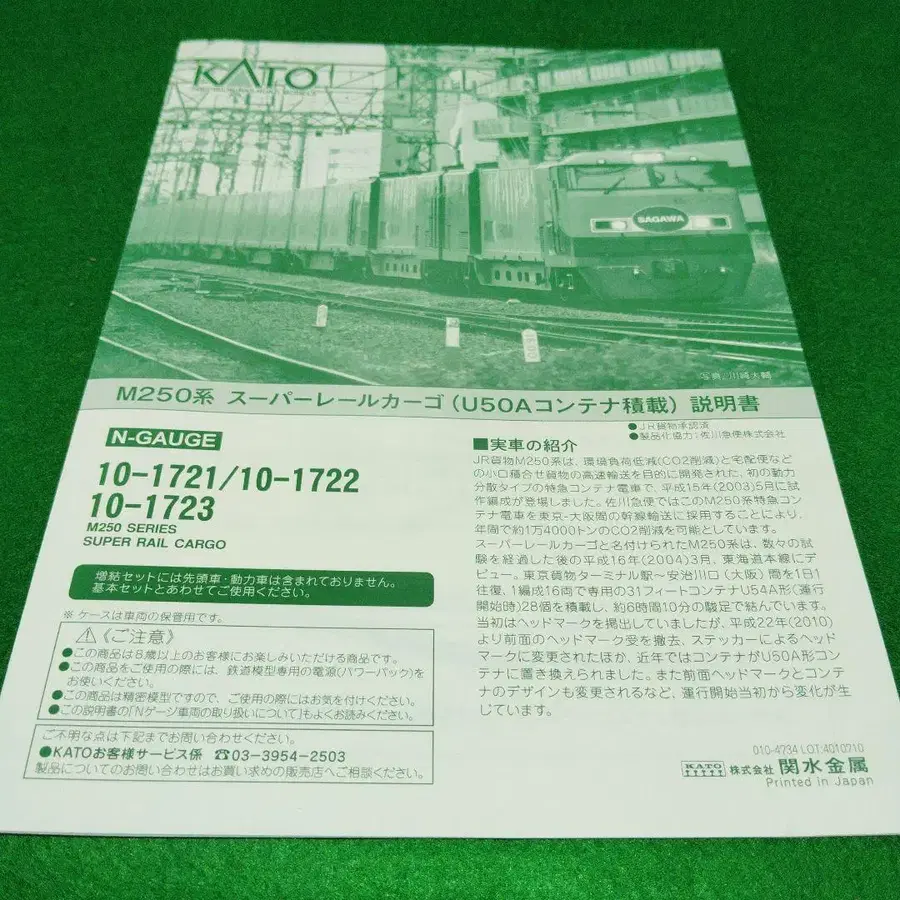 KATO
SAGAWA
写真/川崎大輔
M250系 スーパーレールカーゴ(U50Aコンテナ積載) 説明書
N-GAUGE
10-1721/10-1722
10-1723
M250 SERIES
SUPER RAIL CARGO
増結セットには先頭車・動力車は含まれておりません。
基本セットとあわせてご使用ください。
※ ケースは車両の保管用です。
⚠《ご注意》
●この商品は8歳以上のお客様にお楽しみいただける商品です。
●この商品をご使用の際には、鉄道模型専用の電源(パワーパック)を
お使いください。
●この商品は精密模型ですので、ご使用の際にはお気を付けください。
●この説明書の「Nゲージ車両の取り扱いについて」もよくお読みください。
ご不明な点は下記までお問い合わせください。
●KATOお客様サービス係 ☎03-3954-2503
製品についてのお問い合わせはお買い求めの販売店へご相談ください。
●JR貨物承認済
●製品化協力:佐川急便株式会社
■実車の紹介
JR貨物M250系は、環境負荷低減(CO2削減)と宅配便など
の小口積合せ貨物の高速輸送を目的に開発された、初の動力
分散タイプの特急コンテナ電車で、平成15年(2003)5月に試
作編成が登場しました。佐川急便ではこのM250系特急コン
テナ電車を東京-大阪間の幹線輸送に採用することにより、
年間で約1万4000トンのCO2削減を可能としています。
スーパーレールカーゴと名付けられたM250系は、数々の試
験を経過した後の平成16年(2004)3月、東海道本線にデ
ビュー。東京貨物ターミナル駅~安治川口(大阪)間を1日1
往復、1編成16両で専用の31フィートコンテナU54A形(運行
開始時)28個を積載し、約6時間10分の駿足で結んでいます。
当初はヘッドマークを掲出していましたが、平成22年(2010)
より前面のヘッドマーク受を撤去、ステッカーによるヘッド
マークに変更されたほか、近年ではコンテナがU50A形コン
テナに置き換えられました。また前面ヘッドマークとコンテ
ナのデザインも変更されるなど、運行開始当初から変化が生
じています。
010-4734 LOT:4010210
KATO 株式会社 関水金属
Printed in Japan